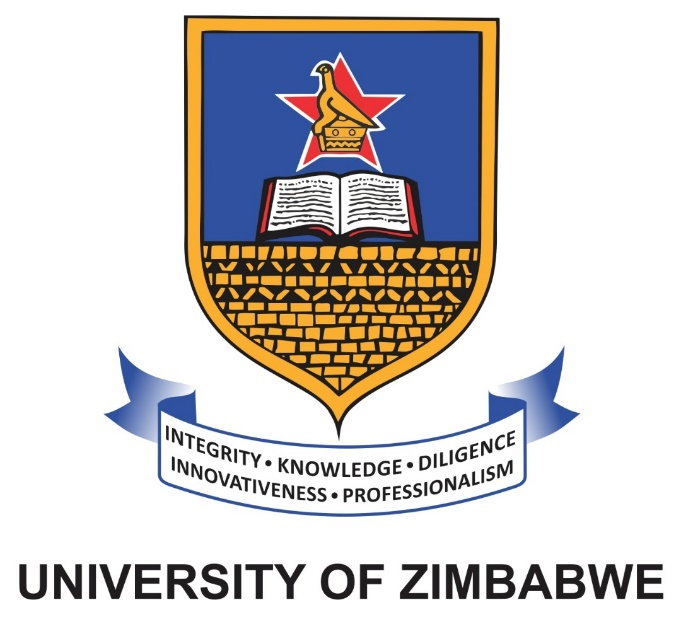 INTEGRITY • KNOWLEDGE • DILIGENCE
INNOVATIVENESS • PROFESSIONALISM
UNIVERSITY OF ZIMBABWE